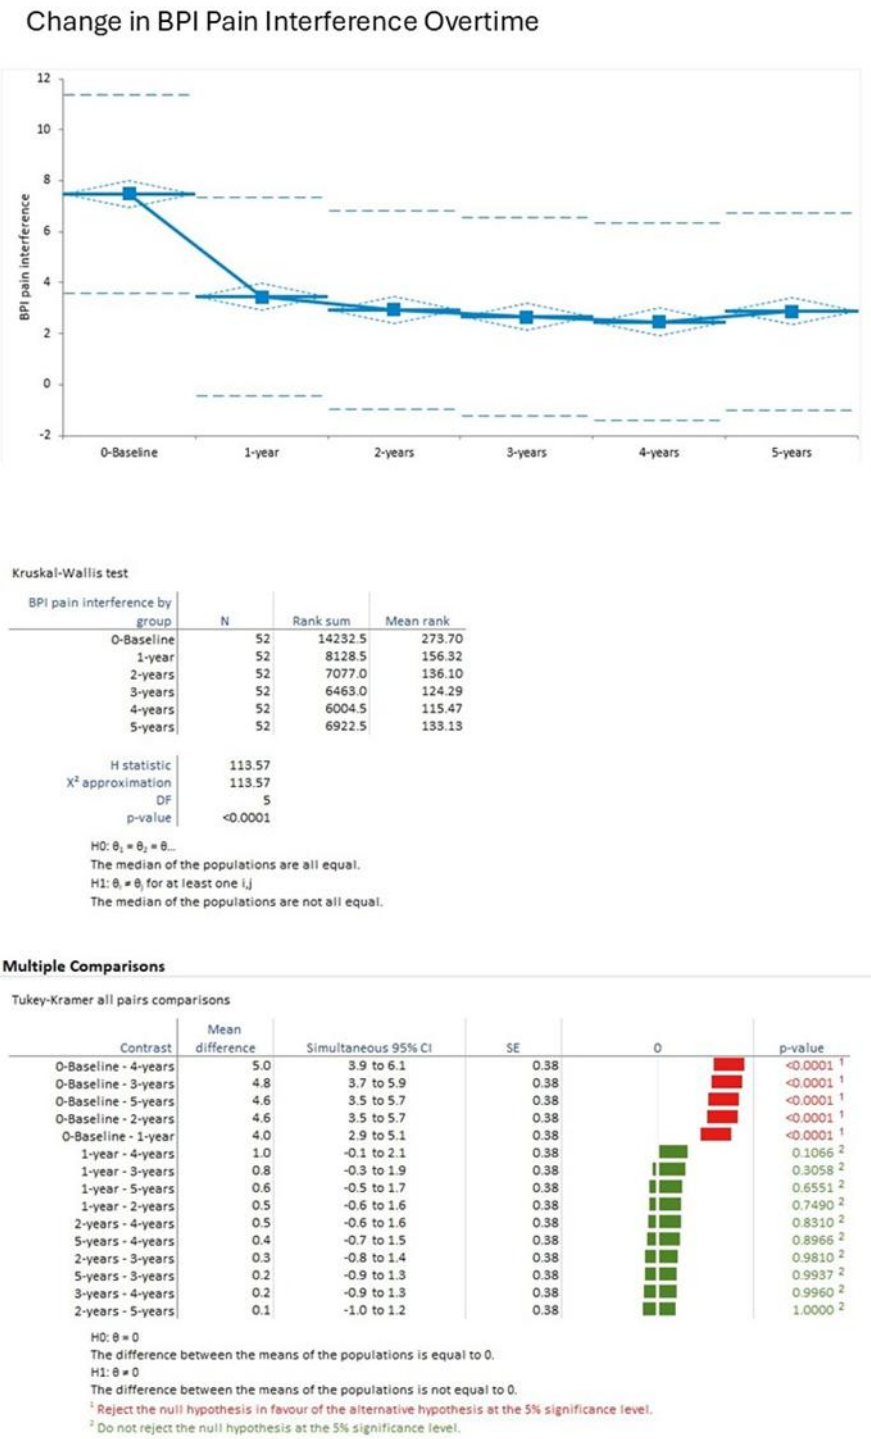 Change in BPI Pain Interference Overtime
12
10
8
6
4
2
0
-2
BPI pain interference
0-Baseline 1-year 2-years 3-years 4-years 5-years
Kruskal-Wallis test
BPI pain interference by
group N Rank sum Mean rank
0-Baseline 52 14232.5 273.70
1-year 52 8128.5 156.32
2-years 52 7077.0 136.10
3-years 52 6463.0 124.29
4-years 52 6004.5 115.47
5-years 52 6922.5 133.13
H statistic 113.57
X² approximation 113.57
DF 5
p-value <0.0001
H0: θ₁ = θ₂ = θ...
The median of the populations are all equal.
H1: θᵢ ≠ θⱼ for at least one i,j
The median of the populations are not all equal.
Multiple Comparisons
Tukey-Kramer all pairs comparisons
Mean
Contrast difference Simultaneous 95% CI SE 0 p-value
0-Baseline - 4-years 5.0 3.9 to 6.1 0.38 <0.0001 ¹
0-Baseline - 3-years 4.8 3.7 to 5.9 0.38 <0.0001 ¹
0-Baseline - 5-years 4.6 3.5 to 5.7 0.38 <0.0001 ¹
0-Baseline - 2-years 4.6 3.5 to 5.7 0.38 <0.0001 ¹
0-Baseline - 1-year 4.0 2.9 to 5.1 0.38 <0.0001 ¹
1-year - 4-years 1.0 -0.1 to 2.1 0.38 0.1066 ²
1-year - 3-years 0.8 -0.3 to 1.9 0.38 0.3058 ²
1-year - 5-years 0.6 -0.5 to 1.7 0.38 0.6551 ²
1-year - 2-years 0.5 -0.6 to 1.6 0.38 0.7490 ²
2-years - 4-years 0.5 -0.6 to 1.6 0.38 0.8310 ²
5-years - 4-years 0.4 -0.7 to 1.5 0.38 0.8966 ²
2-years - 3-years 0.3 -0.8 to 1.4 0.38 0.9810 ²
5-years - 3-years 0.2 -0.9 to 1.3 0.38 0.9937 ²
3-years - 4-years 0.2 -0.9 to 1.3 0.38 0.9960 ²
2-years - 5-years 0.1 -1.0 to 1.2 0.38 1.0000 ²
H0: θ = 0
The difference between the means of the populations is equal to 0.
H1: θ ≠ 0
The difference between the means of the populations is not equal to 0.
¹ Reject the null hypothesis in favour of the alternative hypothesis at the 5% significance level.
² Do not reject the null hypothesis at the 5% significance level.